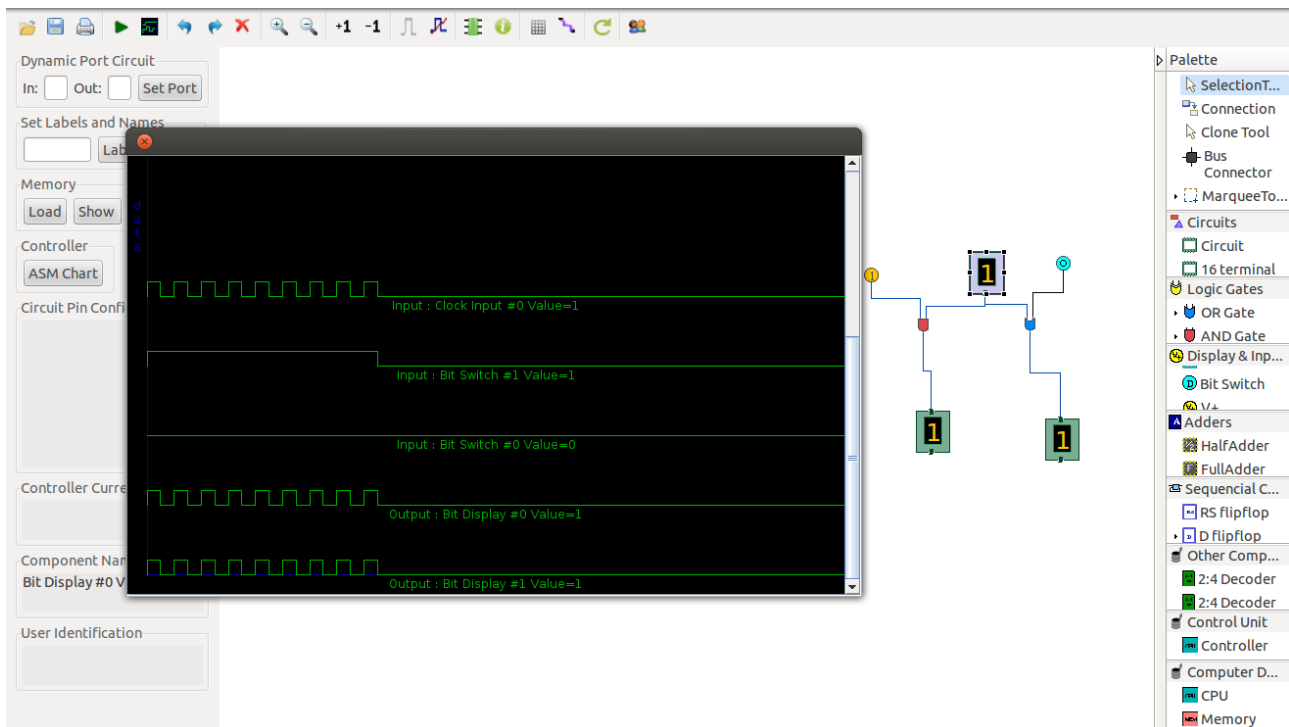 +1 -1
Dynamic Port Circuit
In: Out: Set Port
Set Labels and Names
Lab
Memory
Load Show
Controller
ASM Chart
Circuit Pin Confi
Controller Curre
Component Nan
Bit Display #0 V
User Identification
d
a
t
a
Input : Clock Input #0 Value=1
Input : Bit Switch #1 Value=1
Input : Bit Switch #0 Value=0
Output : Bit Display #0 Value=1
Output : Bit Display #1 Value=1
1
1
0
1
1
Palette
SelectionT...
Connection
Clone Tool
Bus
Connector
MarqueeTo...
Circuits
Circuit
16 terminal
Logic Gates
OR Gate
AND Gate
Display & Inp...
Bit Switch
V+
Adders
HalfAdder
FullAdder
Sequencial C...
RS flipflop
D flipflop
Other Comp...
2:4 Decoder
2:4 Decoder
Control Unit
Controller
Computer D...
CPU
Memory